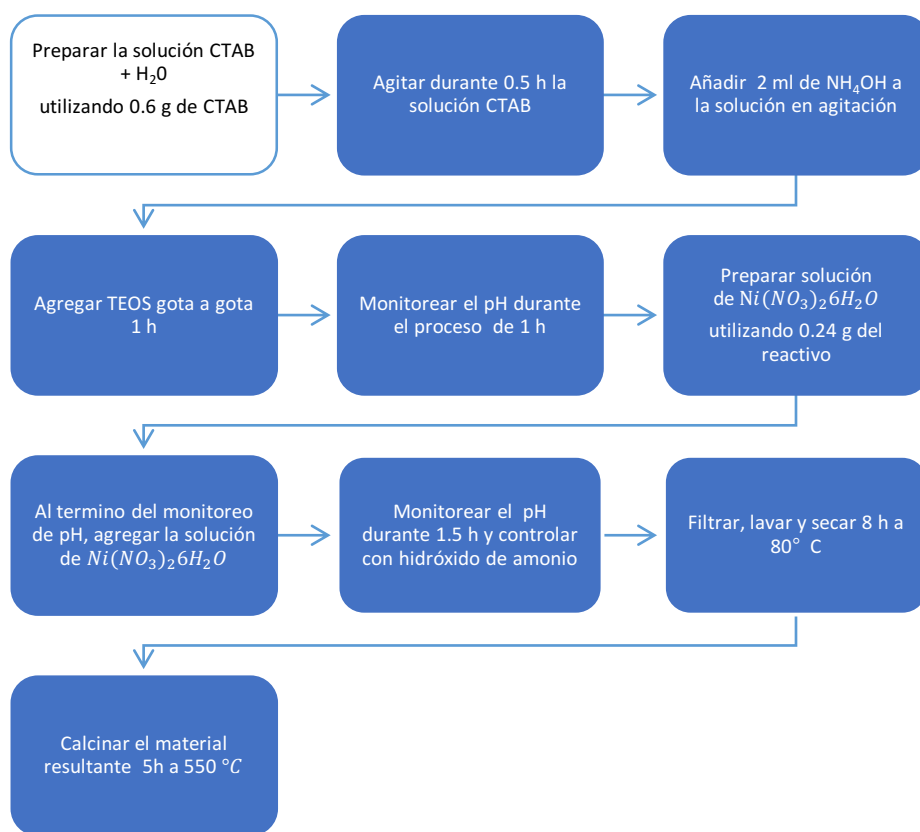 Preparar la solución CTAB
+ H₂0
utilizando 0.6 g de CTAB
Agitar durante 0.5 h la
solución CTAB
Añadir 2 ml de NH₄OH a
la solución en agitación
Agregar TEOS gota a gota
1 h
Monitorear el pH durante
el proceso de 1 h
Preparar solución
de Ni(NO₃)₂6H₂O
utilizando 0.24 g del
reactivo
Al termino del monitoreo
de pH, agregar la solución
de Ni(NO₃)₂6H₂O
Monitorear el pH
durante 1.5 h y controlar
con hidróxido de amonio
Filtrar, lavar y secar 8 h a
80° C
Calcinar el material
resultante 5h a 550 °C